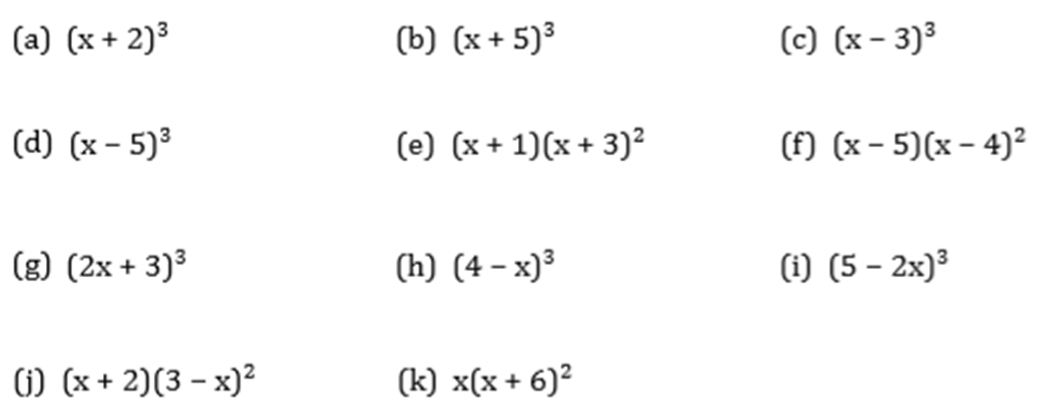 (a) (x + 2)³ (b) (x + 5)³ (c) (x – 3)³
(d) (x – 5)³ (e) (x + 1)(x + 3)² (f) (x – 5)(x – 4)²
(g) (2x + 3)³ (h) (4 – x)³ (i) (5 – 2x)³
(j) (x + 2)(3 – x)² (k) x(x + 6)²